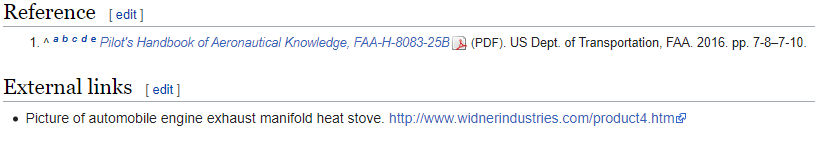 Reference [ edit ]
1. ^ a b c d e Pilot's Handbook of Aeronautical Knowledge, FAA-H-8083-25B (PDF). US Dept. of Transportation, FAA. 2016. pp. 7-8–7-10.
External links [ edit ]
• Picture of automobile engine exhaust manifold heat stove. http://www.widnerindustries.com/product4.htm